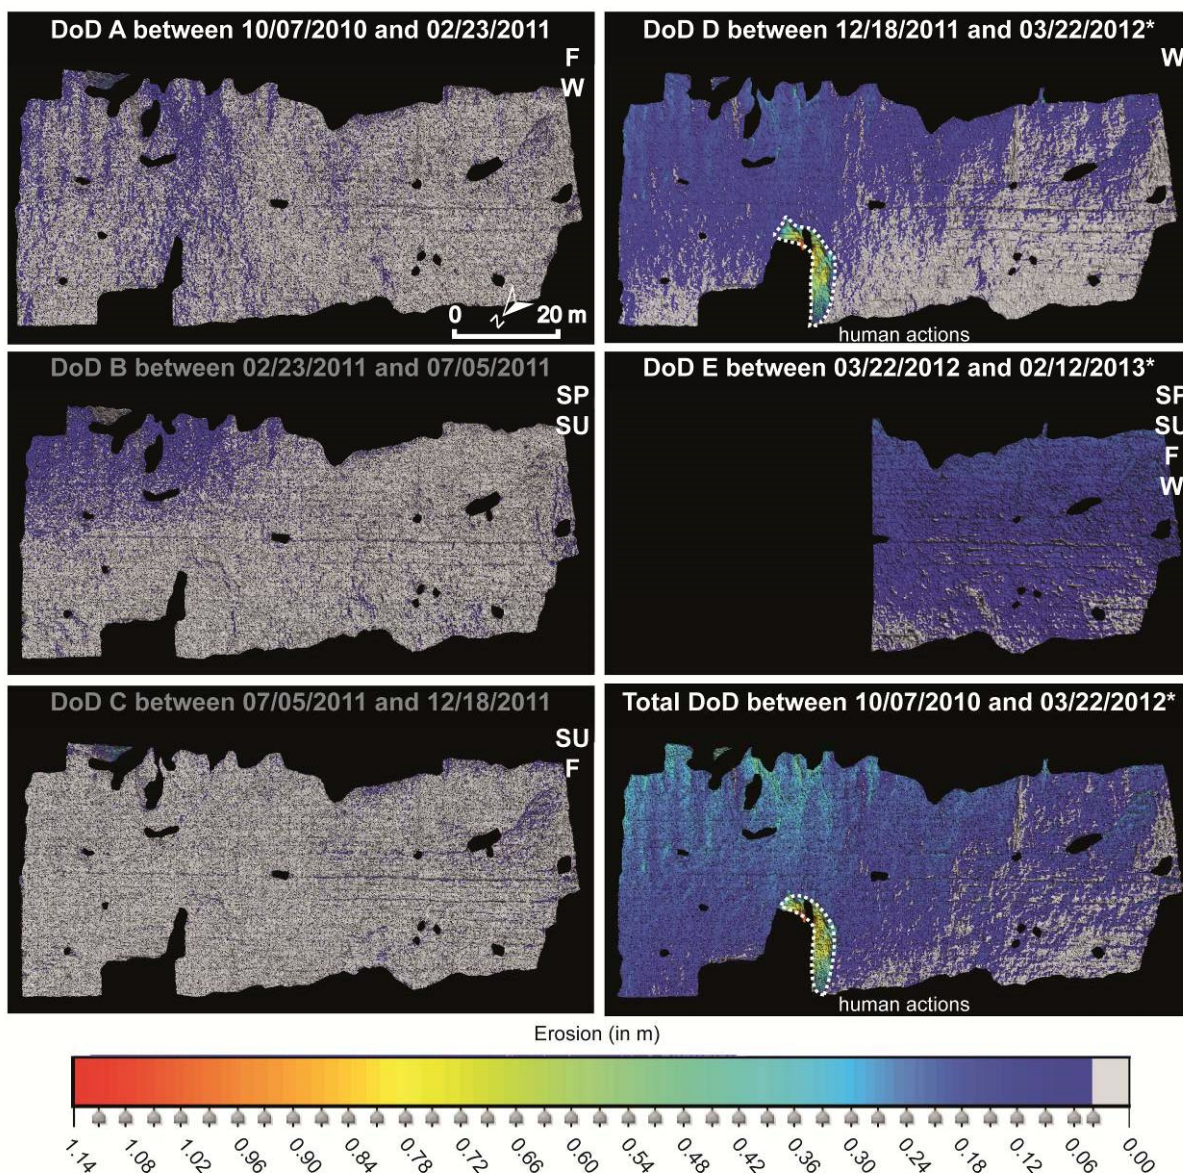 DoD A between 10/07/2010 and 02/23/2011
F
W
N
0 20 m
DoD D between 12/18/2011 and 03/22/2012*
W
human actions
DoD B between 02/23/2011 and 07/05/2011
SP
SU
DoD E between 03/22/2012 and 02/12/2013*
SP
SU
F
W
DoD C between 07/05/2011 and 12/18/2011
SU
F
Total DoD between 10/07/2010 and 03/22/2012*
human actions
Erosion (in m)
1.14 1.08 1.02 0.96 0.90 0.84 0.78 0.72 0.66 0.60 0.54 0.48 0.42 0.36 0.30 0.24 0.18 0.12 0.06 0.00